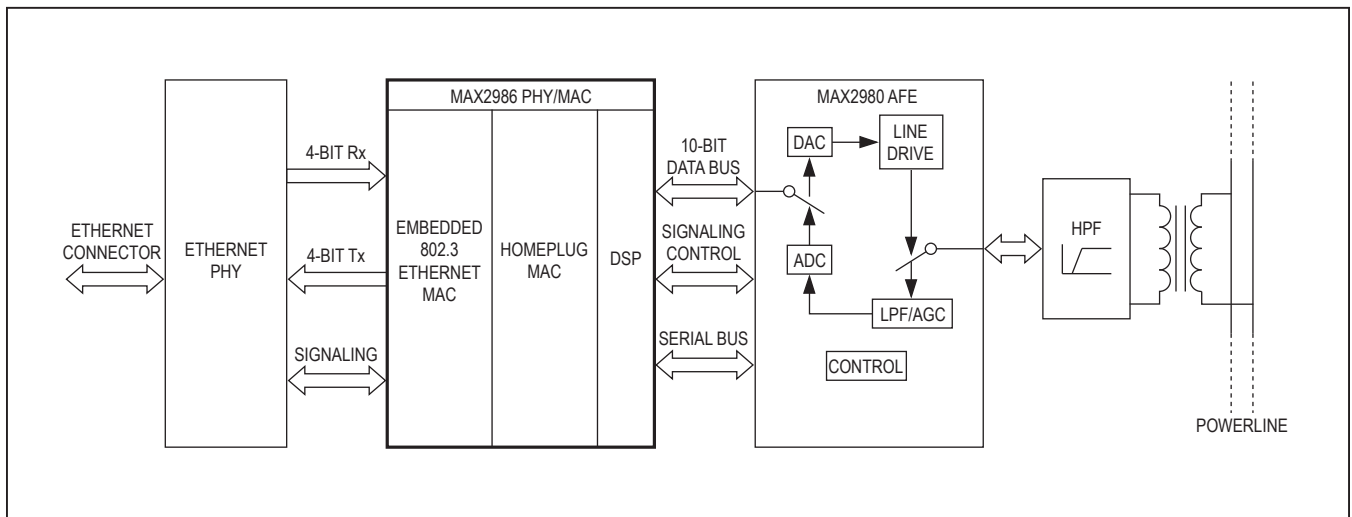 ETHERNET
CONNECTOR
ETHERNET
PHY
4-BIT Rx
4-BIT Tx
SIGNALING
MAX2986 PHY/MAC
EMBEDDED
802.3
ETHERNET
MAC
HOMEPLUG
MAC
DSP
10-BIT
DATA BUS
SIGNALING
CONTROL
SERIAL BUS
MAX2980 AFE
DAC
LINE
DRIVE
ADC
LPF/AGC
CONTROL
HPF
POWERLINE